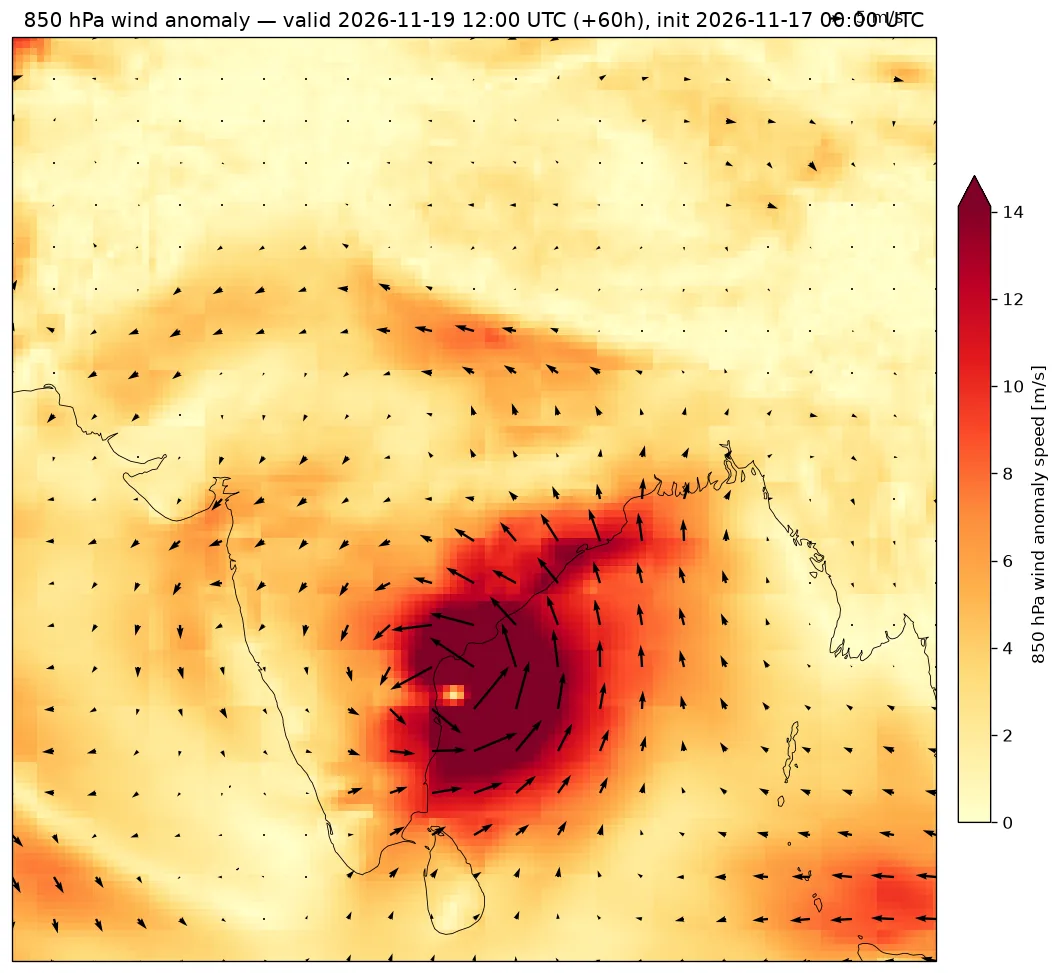 850 hPa wind anomaly — valid 2026-11-19 12:00 UTC (+60h), init 2026-11-17 00:00 UTC
5 m/s
14
12
10
8
6
4
2
0
850 hPa wind anomaly speed [m/s]